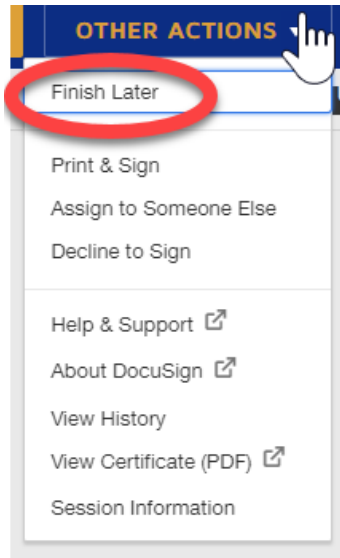 OTHER ACTIONS
Finish Later
Print & Sign
Assign to Someone Else
Decline to Sign
Help & Support
About DocuSign
View History
View Certificate (PDF)
Session Information